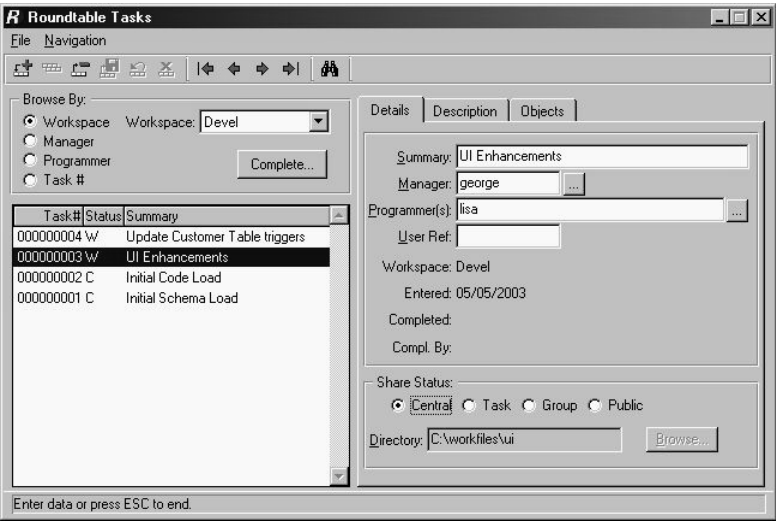 R Roundtable Tasks
File Navigation
Browse By:
Workspace Workspace: Devel
Manager
Programmer
Task #
Complete...
Task# Status Summary
000000004 W Update Customer Table triggers
000000003 W UI Enhancements
000000002 C Initial Code Load
000000001 C Initial Schema Load
Details Description Objects
Summary: UI Enhancements
Manager: george ...
Programmer(s): lisa ...
User Ref:
Workspace: Devel
Entered: 05/05/2003
Completed:
Compl. By:
Share Status:
Central Task Group Public
Directory: C:\workfiles\ui Browse...
Enter data or press ESC to end.